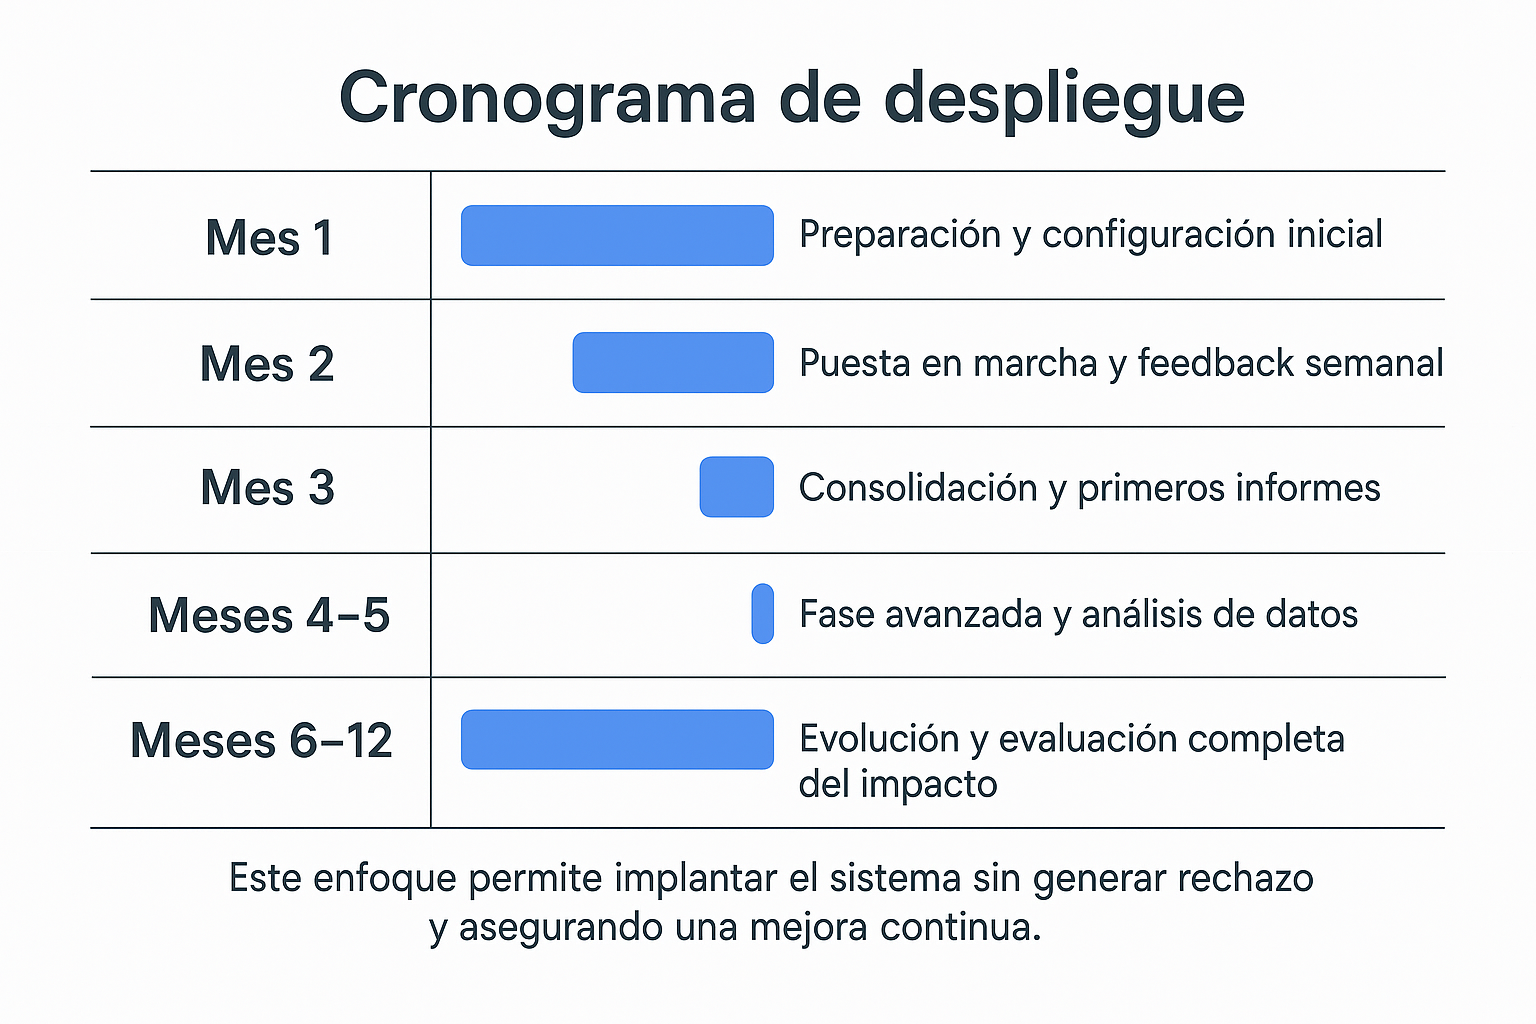 Cronograma de despliegue
Mes 1
Preparación y configuración inicial
Mes 2
Puesta en marcha y feedback semanal
Mes 3
Consolidación y primeros informes
Meses 4–5
Fase avanzada y análisis de datos
Meses 6–12
Evolución y evaluación completa
del impacto
Este enfoque permite implantar el sistema sin generar rechazo
y asegurando una mejora continua.